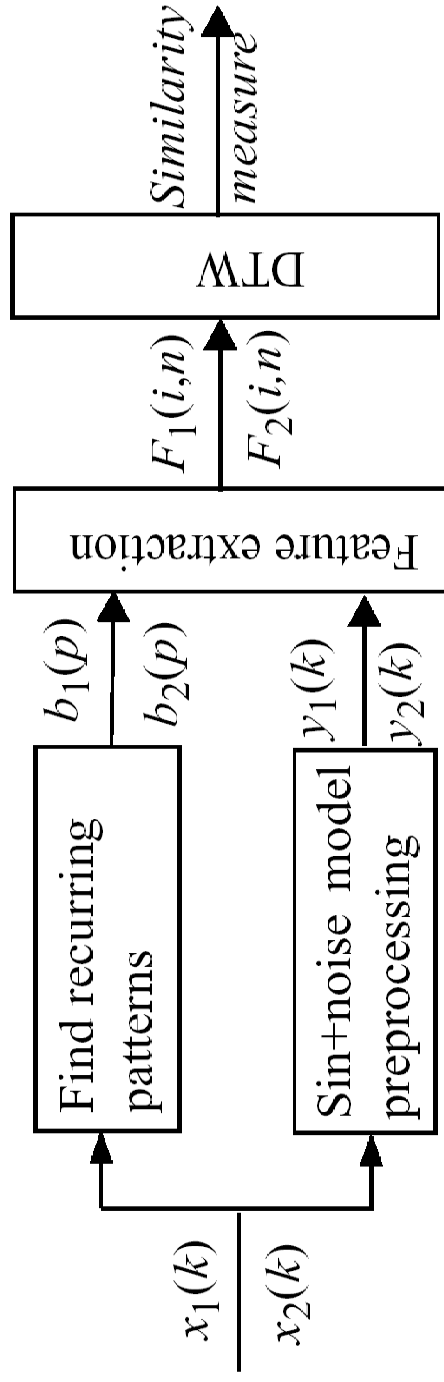 x1(k)
x2(k)
Find recurring
patterns
b1(p)
b2(p)
Sin+noise model
preprocessing
y1(k)
y2(k)
Feature extraction
F1(i,n)
F2(i,n)
DTW
Similarity
measure